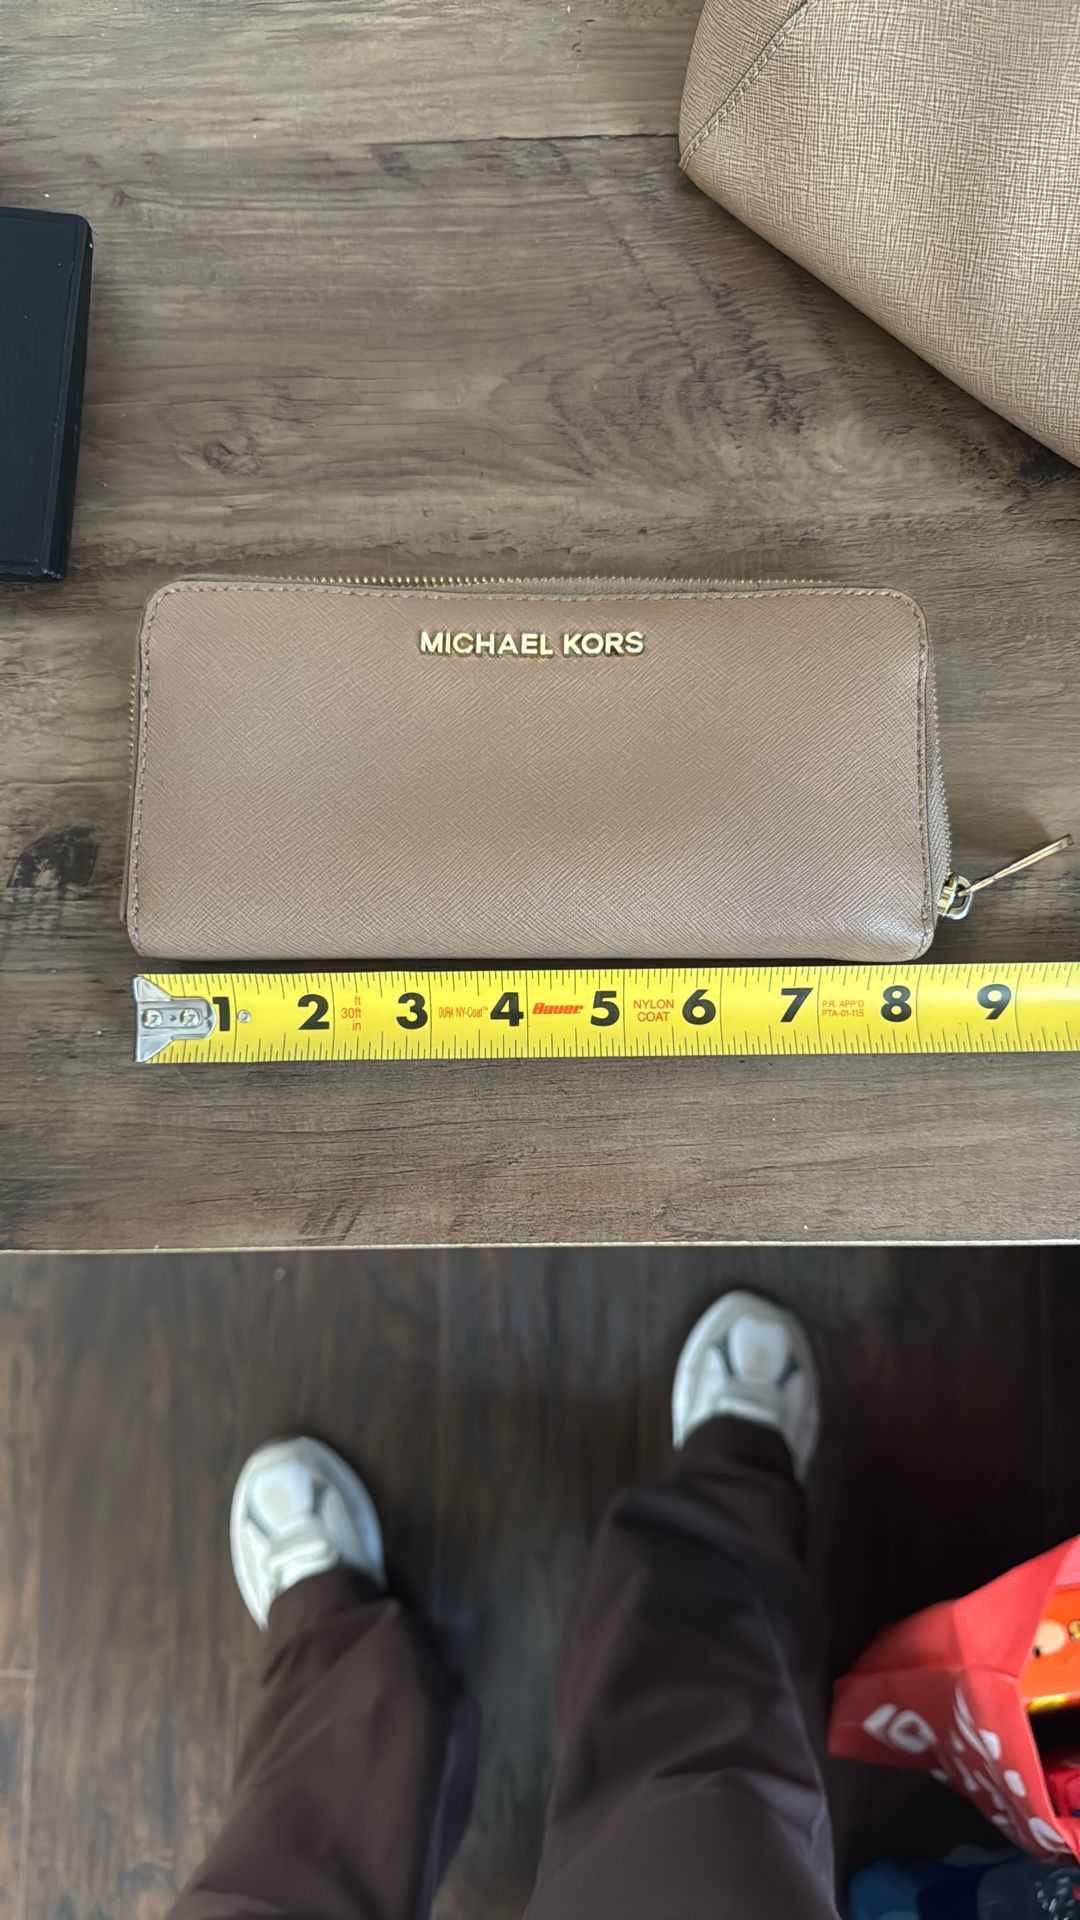 MICHAEL KORS
1 2 ft 30ft in 3 DURA NY-Coat™ 4 Bauer 5 NYLON COAT 6 7 P.R. APP'D PTA-01-115 8 9